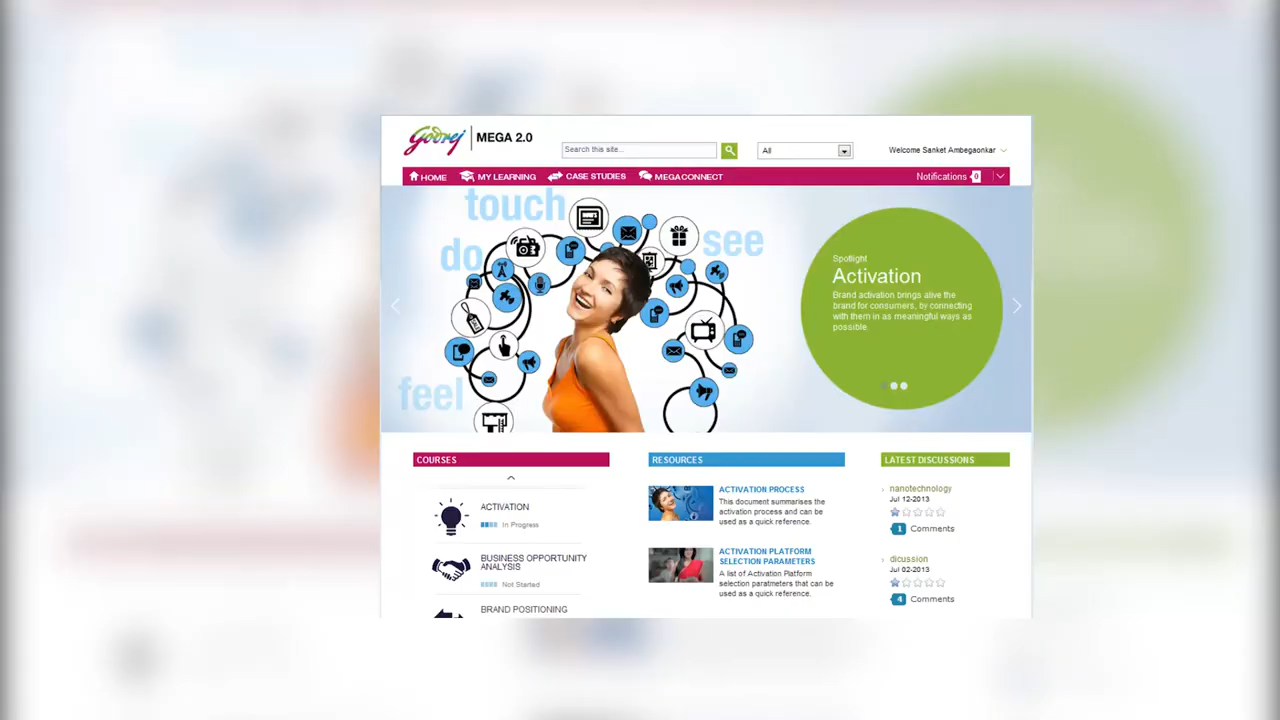 Godrej MEGA 2.0
Search this site...
All
Welcome Sanket Ambegaonkar
HOME MY LEARNING CASE STUDIES MEGACONNECT Notifications 0
touch
do
see
feel
Spotlight
Activation
Brand activation brings alive the
brand for consumers, by connecting
with them in as meaningful ways as
possible.
COURSES
ACTIVATION
In Progress
BUSINESS OPPORTUNITY
ANALYSIS
Not Started
BRAND POSITIONING
RESOURCES
ACTIVATION PROCESS
This document summarises the
activation process and can be
used as a quick reference.
ACTIVATION PLATFORM
SELECTION PARAMETERS
A list of Activation Platform
selection paratmeters that can be
used as a quick reference.
LATEST DISCUSSIONS
nanotechnology
Jul 12-2013
1 Comments
dicussion
Jul 02-2013
4 Comments